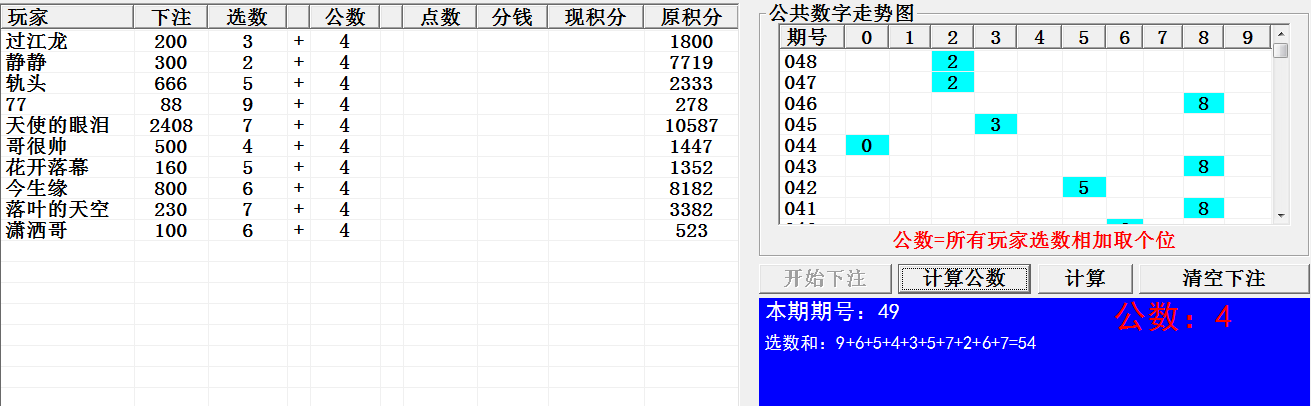 玩家 下注 选数 公数 点数 分钱 现积分 原积分
过江龙 200 3 + 4 1800
静静 300 2 + 4 7719
轨头 666 5 + 4 2333
77 88 9 + 4 278
天使的眼泪 2408 7 + 4 10587
哥很帅 500 4 + 4 1447
花开落幕 160 5 + 4 1352
今生缘 800 6 + 4 8182
落叶的天空 230 7 + 4 3382
潇洒哥 100 6 + 4 523
公共数字走势图
期号 0 1 2 3 4 5 6 7 8 9
048 2
047 2
046 8
045 3
044 0
043 8
042 5
041 8
公数=所有玩家选数相加取个位
开始下注 计算公数 计算 清空下注
本期期号：49 公数：4
选数和：9+6+5+4+3+5+7+2+6+7=54